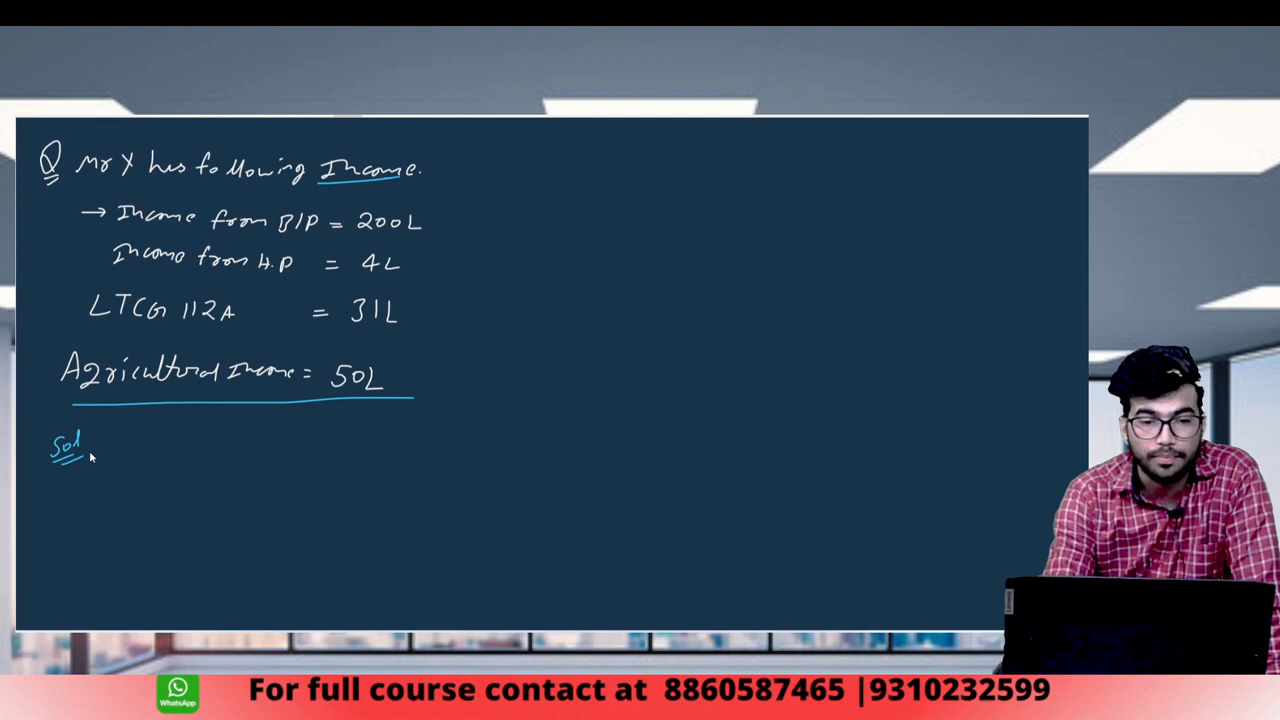 Q Mr X has following Income.
→ Income from B/P = 200L
Income from H.P = 4L
LTCG 112A = 31L
Agricultural Income = 50L
Sol
WhatsApp
For full course contact at 8860587465 |9310232599